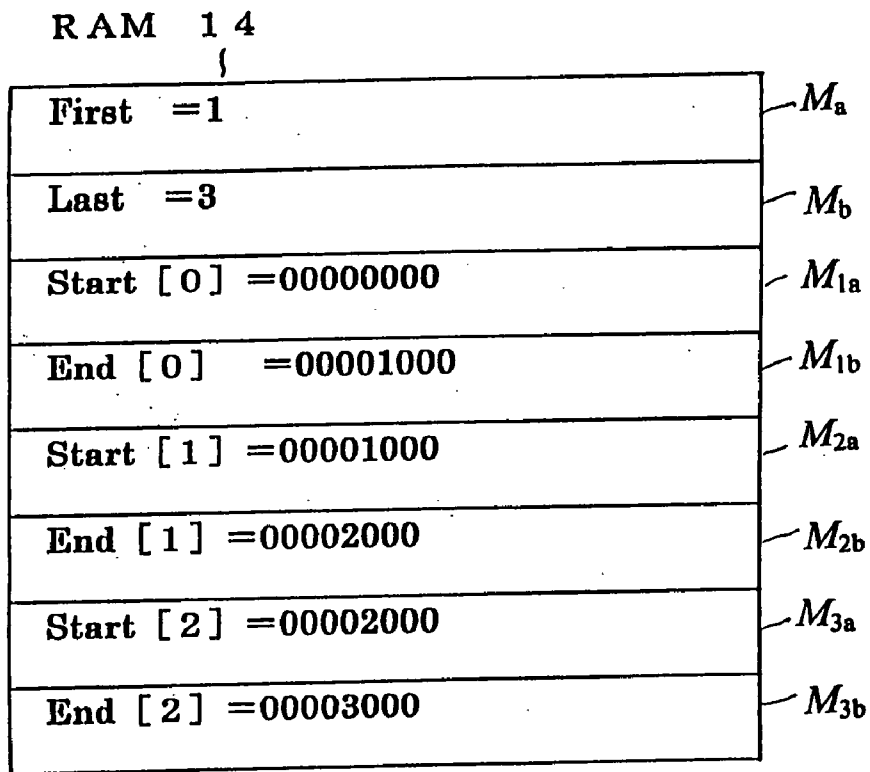 RAM 14
First =1 Ma
Last =3 Mb
Start [0] =00000000 M1a
End [0] =00001000 M1b
Start [1] =00001000 M2a
End [1] =00002000 M2b
Start [2] =00002000 M3a
End [2] =00003000 M3b